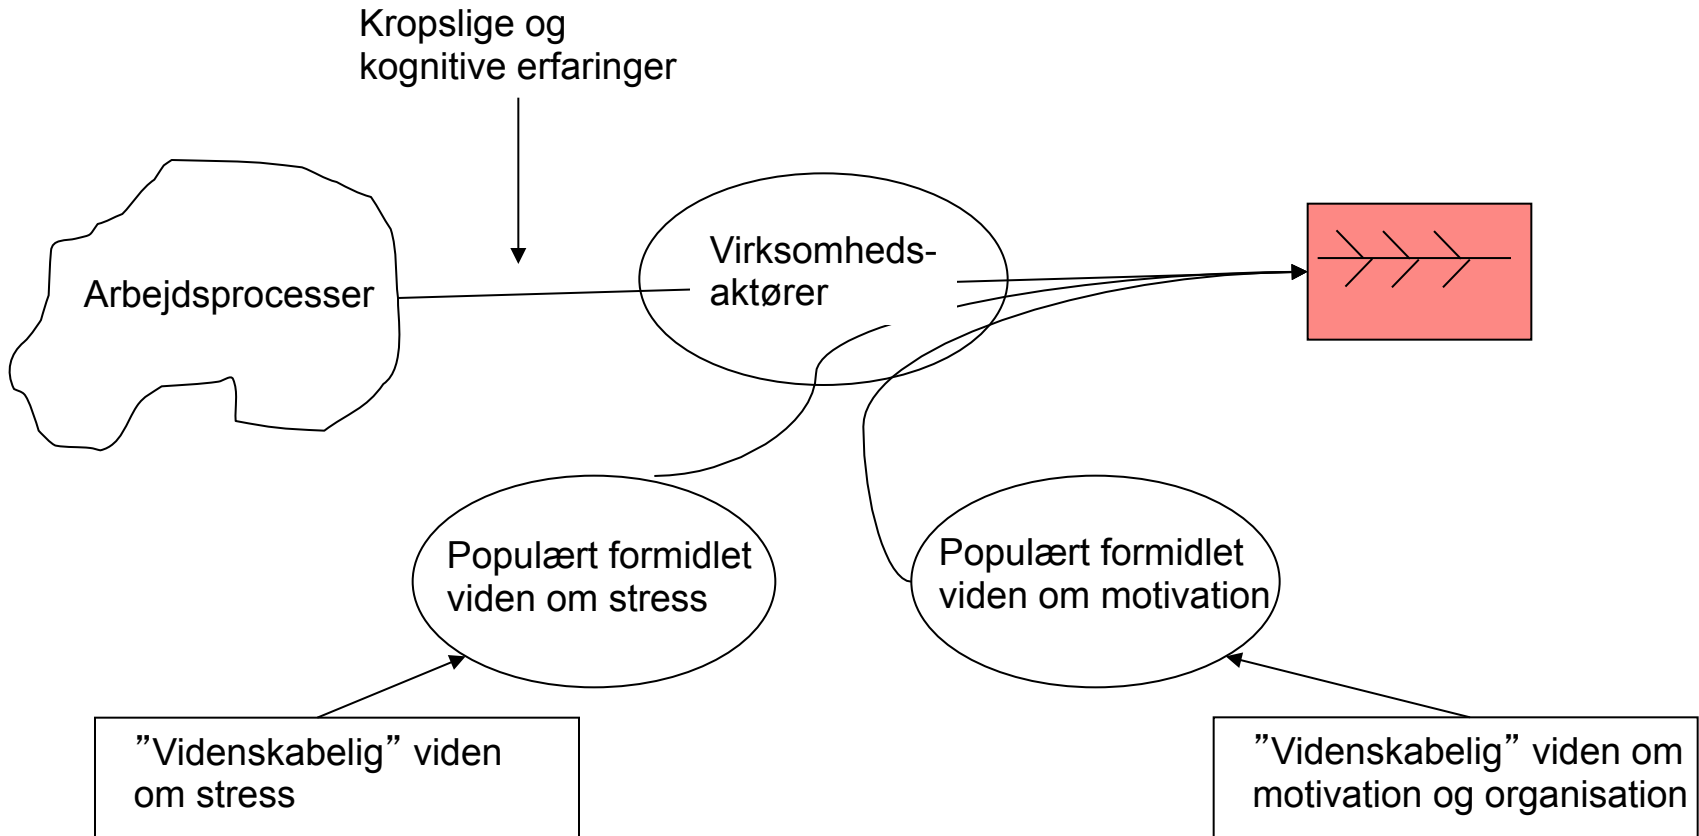 Kropslige og
kognitive erfaringer
Arbejdsprocesser
Virksomheds-
aktører
Populært formidlet
viden om stress
Populært formidlet
viden om motivation
”Videnskabelig” viden
om stress
”Videnskabelig” viden om
motivation og organisation